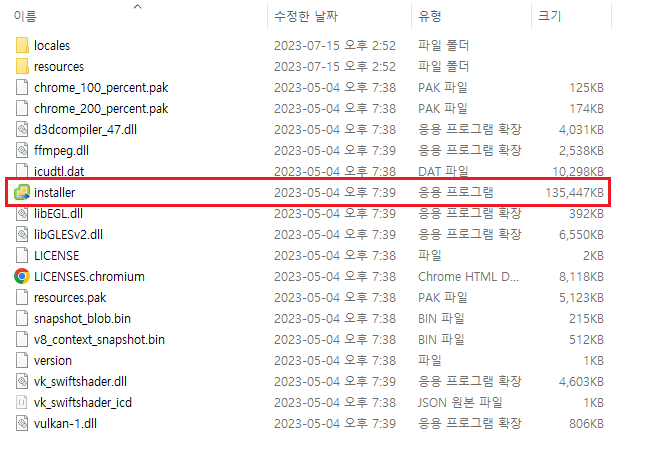 이름 수정한 날짜 유형 크기
locales 2023-07-15 오후 2:52 파일 폴더
resources 2023-07-15 오후 2:52 파일 폴더
chrome_100_percent.pak 2023-05-04 오후 7:38 PAK 파일 125KB
chrome_200_percent.pak 2023-05-04 오후 7:38 PAK 파일 174KB
d3dcompiler_47.dll 2023-05-04 오후 7:38 응용 프로그램 확장 4,031KB
ffmpeg.dll 2023-05-04 오후 7:39 응용 프로그램 확장 2,538KB
icudtl.dat 2023-05-04 오후 7:38 DAT 파일 10,298KB
installer 2023-05-04 오후 7:39 응용 프로그램 135,447KB
libEGL.dll 2023-05-04 오후 7:39 응용 프로그램 확장 392KB
libGLESv2.dll 2023-05-04 오후 7:39 응용 프로그램 확장 6,550KB
LICENSE 2023-05-04 오후 7:38 파일 2KB
LICENSES.chromium 2023-05-04 오후 7:38 Chrome HTML D... 8,118KB
resources.pak 2023-05-04 오후 7:38 PAK 파일 5,123KB
snapshot_blob.bin 2023-05-04 오후 7:38 BIN 파일 215KB
v8_context_snapshot.bin 2023-05-04 오후 7:38 BIN 파일 512KB
version 2023-05-04 오후 7:38 파일 1KB
vk_swiftshader.dll 2023-05-04 오후 7:39 응용 프로그램 확장 4,603KB
vk_swiftshader_icd 2023-05-04 오후 7:38 JSON 원본 파일 1KB
vulkan-1.dll 2023-05-04 오후 7:39 응용 프로그램 확장 806KB